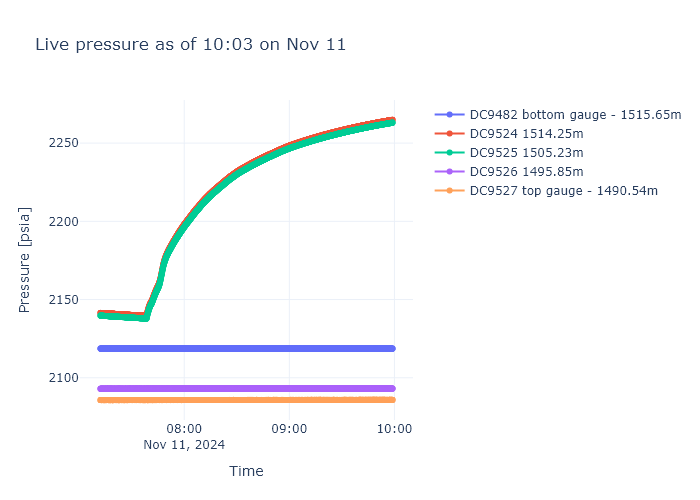 Live pressure as of 10:03 on Nov 11
DC9482 bottom gauge - 1515.65m
DC9524 1514.25m
DC9525 1505.23m
DC9526 1495.85m
DC9527 top gauge - 1490.54m
Pressure [psia]
2250
2200
2150
2100
08:00
Nov 11, 2024
09:00
10:00
Time